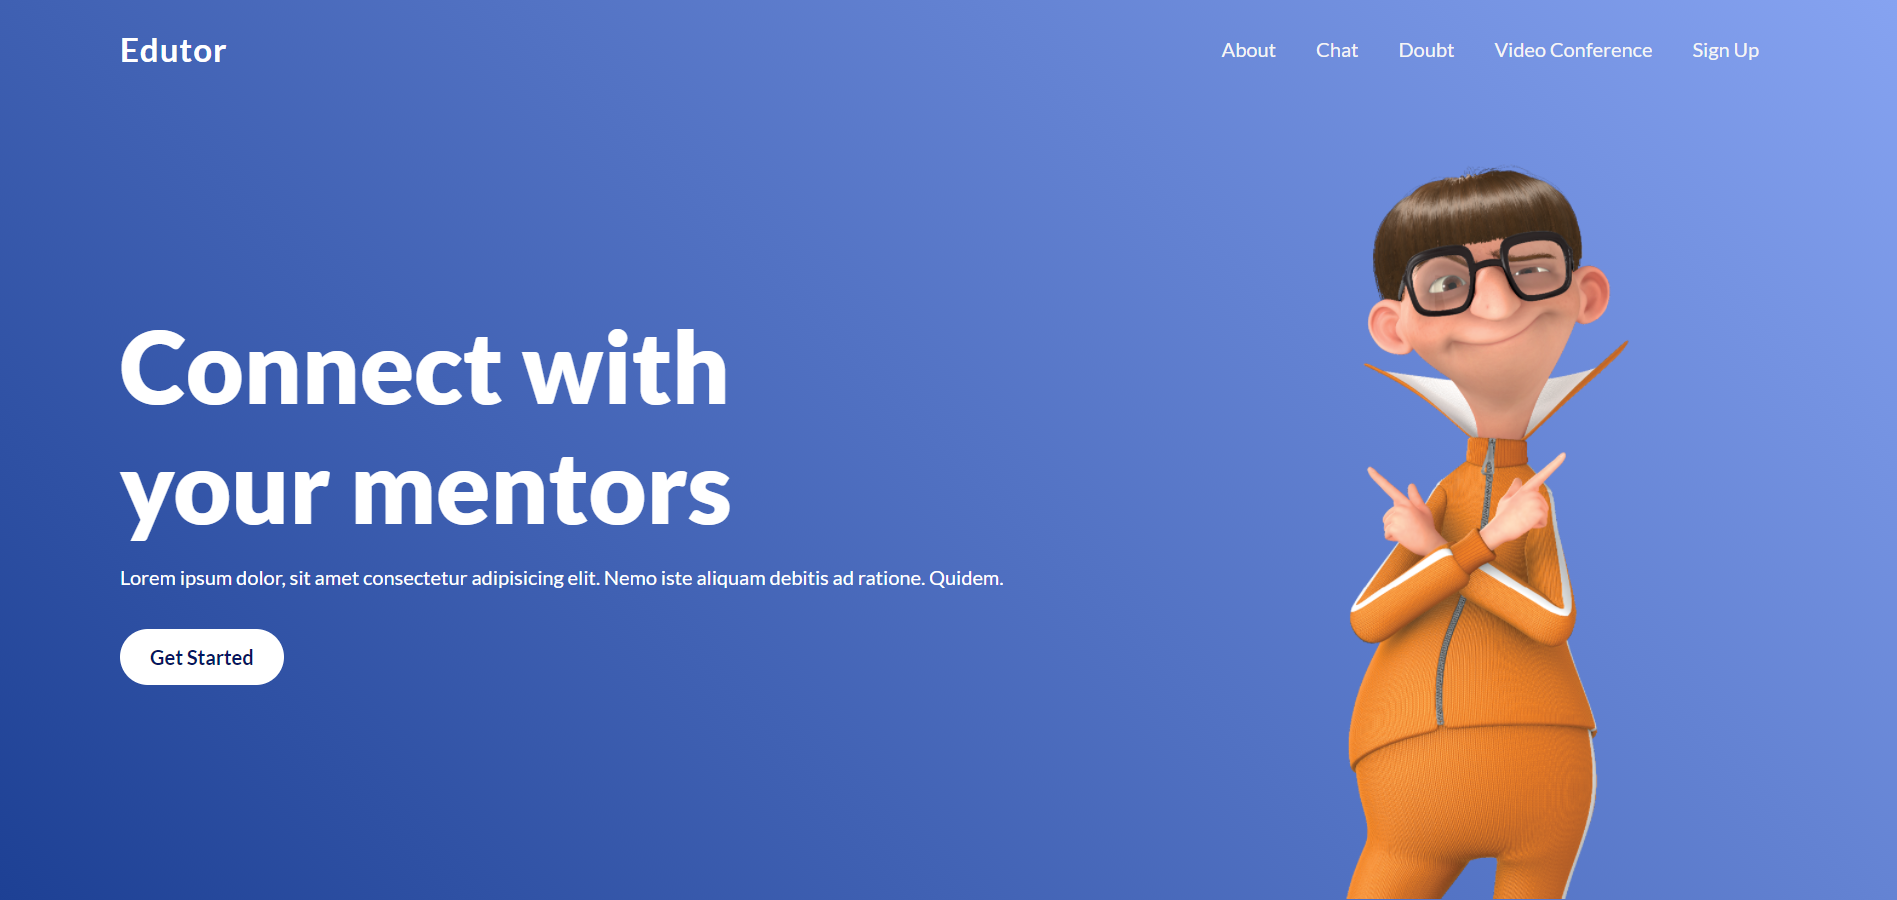 Edutor
About Chat Doubt Video Conference Sign Up
Connect with
your mentors
Lorem ipsum dolor, sit amet consectetur adipisicing elit. Nemo iste aliquam debitis ad ratione. Quidem.
Get Started